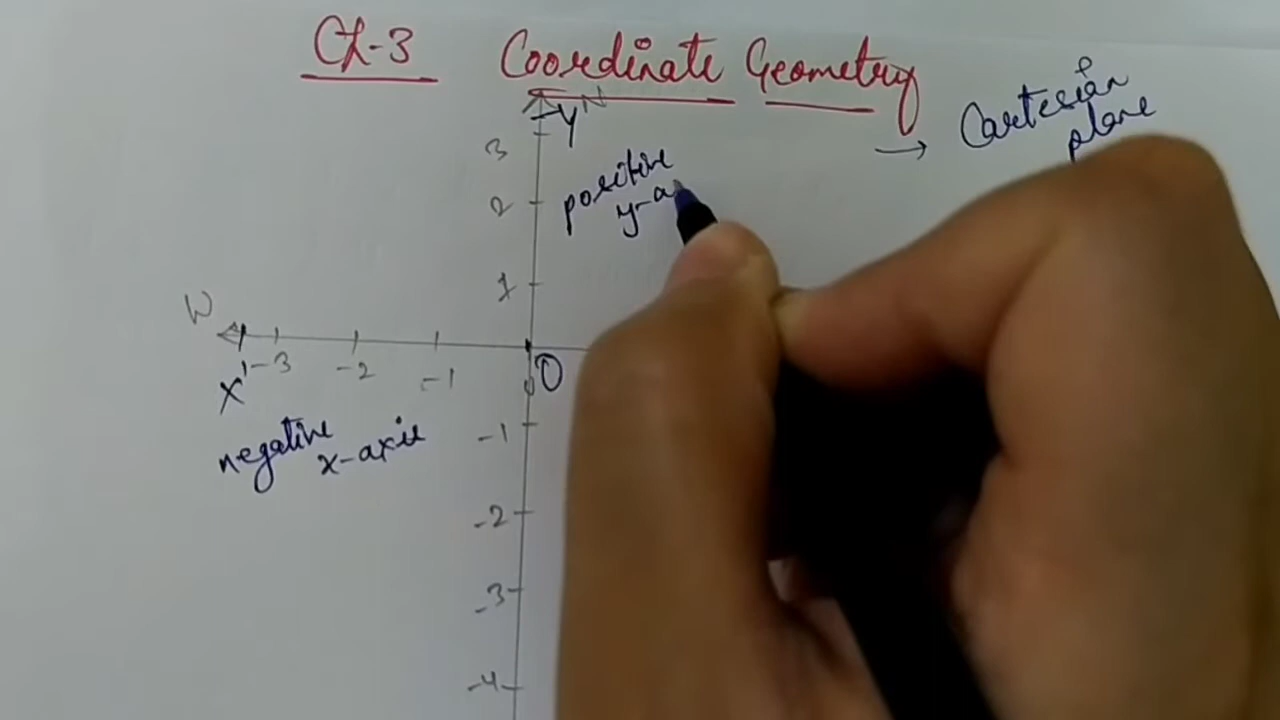 Ch-3 Coordinate Geometry
→ Cartesian
plane
N
Y
3
positive
2
y-a
1
W
X'
-3
-2
-1
O
negative
x-axis
-1
-2
-3
-4